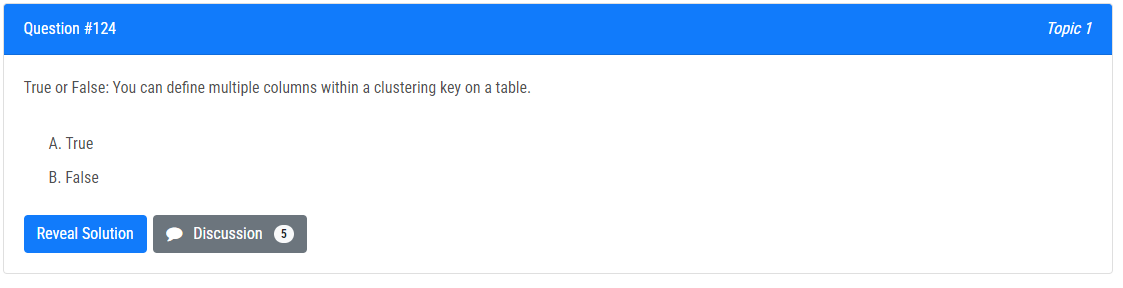 Question #124
Topic 1
True or False: You can define multiple columns within a clustering key on a table.
A. True
B. False
Reveal Solution
Discussion 5